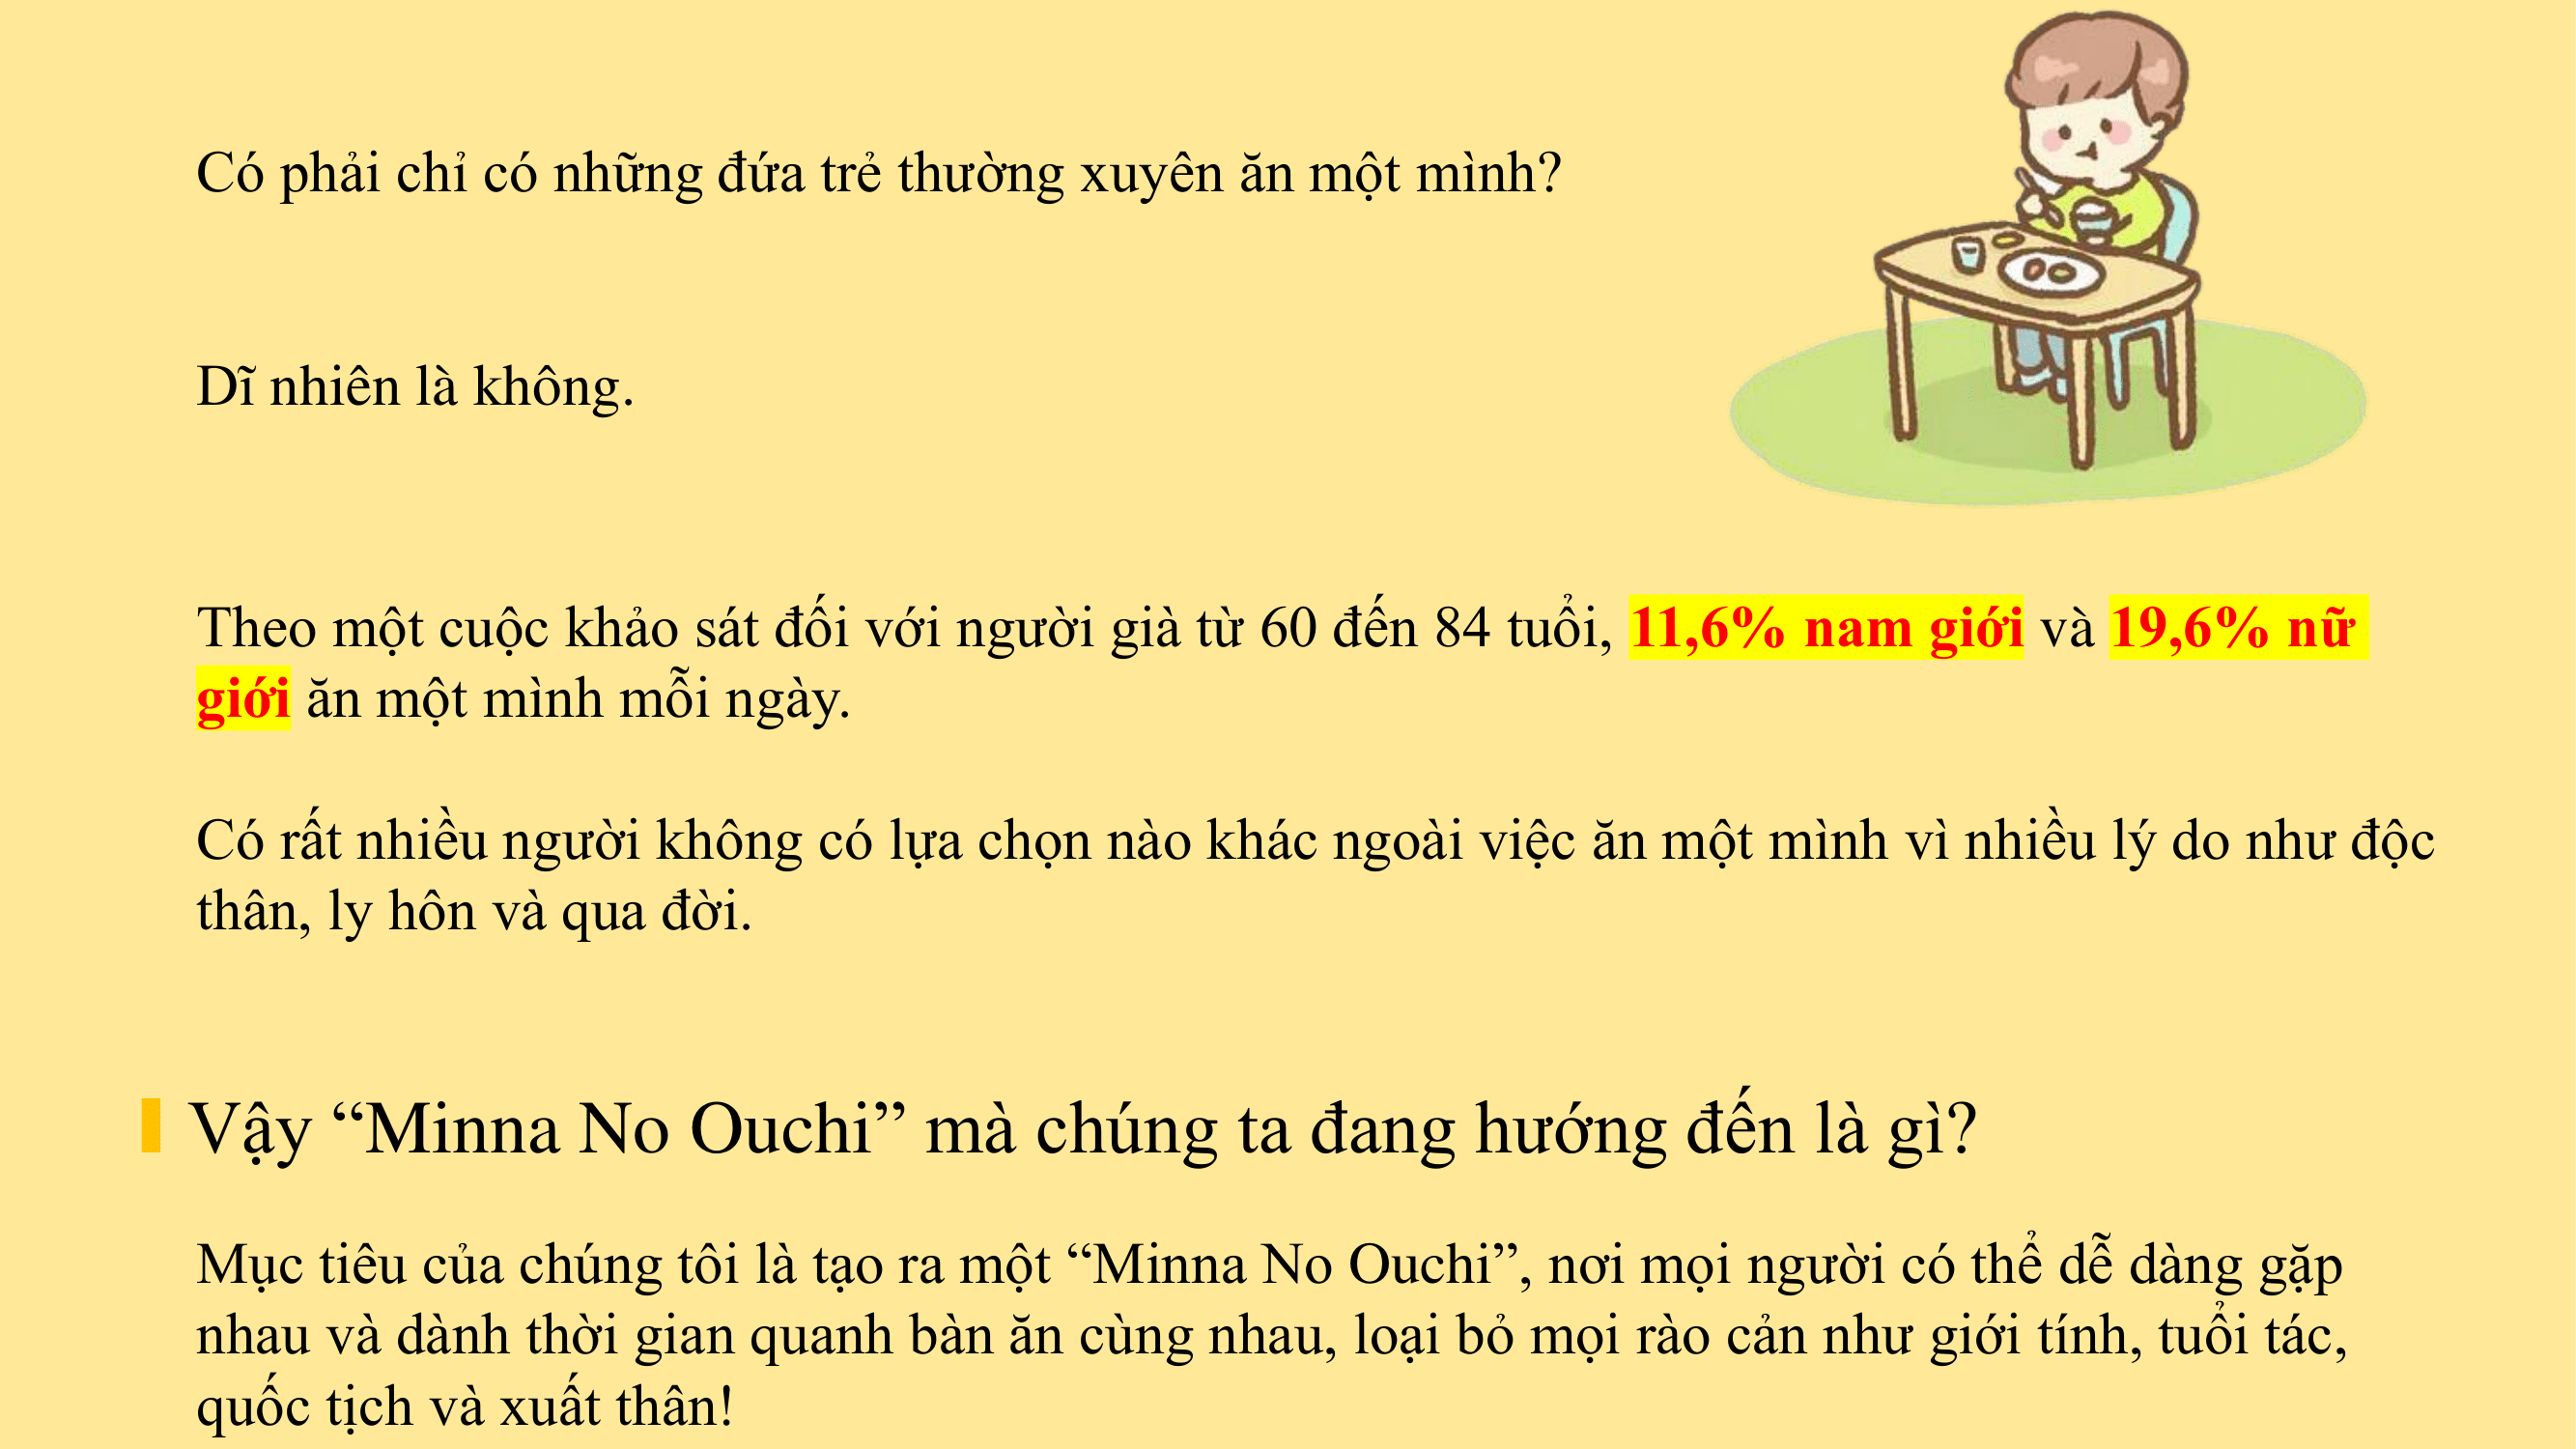 Có phải chỉ có những đứa trẻ thường xuyên ăn một mình?
Dĩ nhiên là không.
Theo một cuộc khảo sát đối với người già từ 60 đến 84 tuổi, 11,6% nam giới và 19,6% nữ
giới ăn một mình mỗi ngày.
Có rất nhiều người không có lựa chọn nào khác ngoài việc ăn một mình vì nhiều lý do như độc
thân, ly hôn và qua đời.
Vậy “Minna No Ouchi” mà chúng ta đang hướng đến là gì?
Mục tiêu của chúng tôi là tạo ra một “Minna No Ouchi”, nơi mọi người có thể dễ dàng gặp
nhau và dành thời gian quanh bàn ăn cùng nhau, loại bỏ mọi rào cản như giới tính, tuổi tác,
quốc tịch và xuất thân!